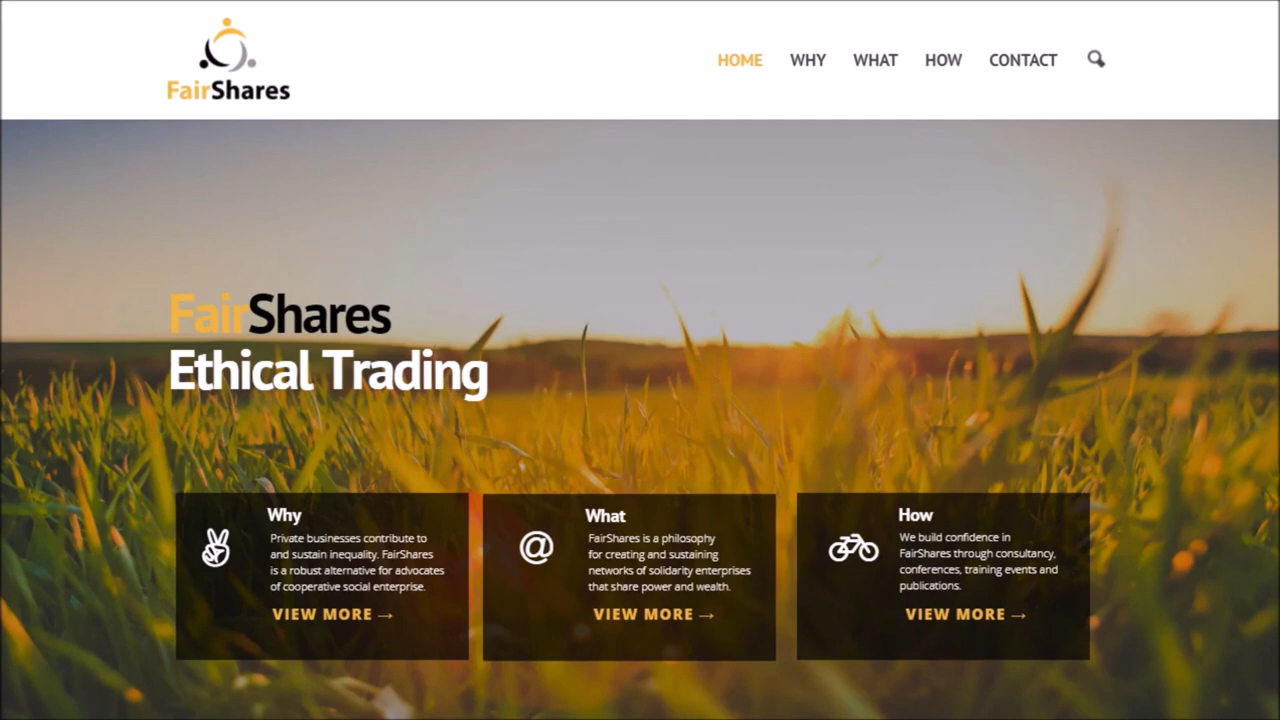 FairShares
HOME WHY WHAT HOW CONTACT
FairShares
Ethical Trading
Why
Private businesses contribute to
and sustain inequality. FairShares
is a robust alternative for advocates
of cooperative social enterprise.
VIEW MORE →
What
@
FairShares is a philosophy
for creating and sustaining
networks of solidarity enterprises
that share power and wealth.
VIEW MORE →
How
We build confidence in
FairShares through consultancy,
conferences, training events and
publications.
VIEW MORE →